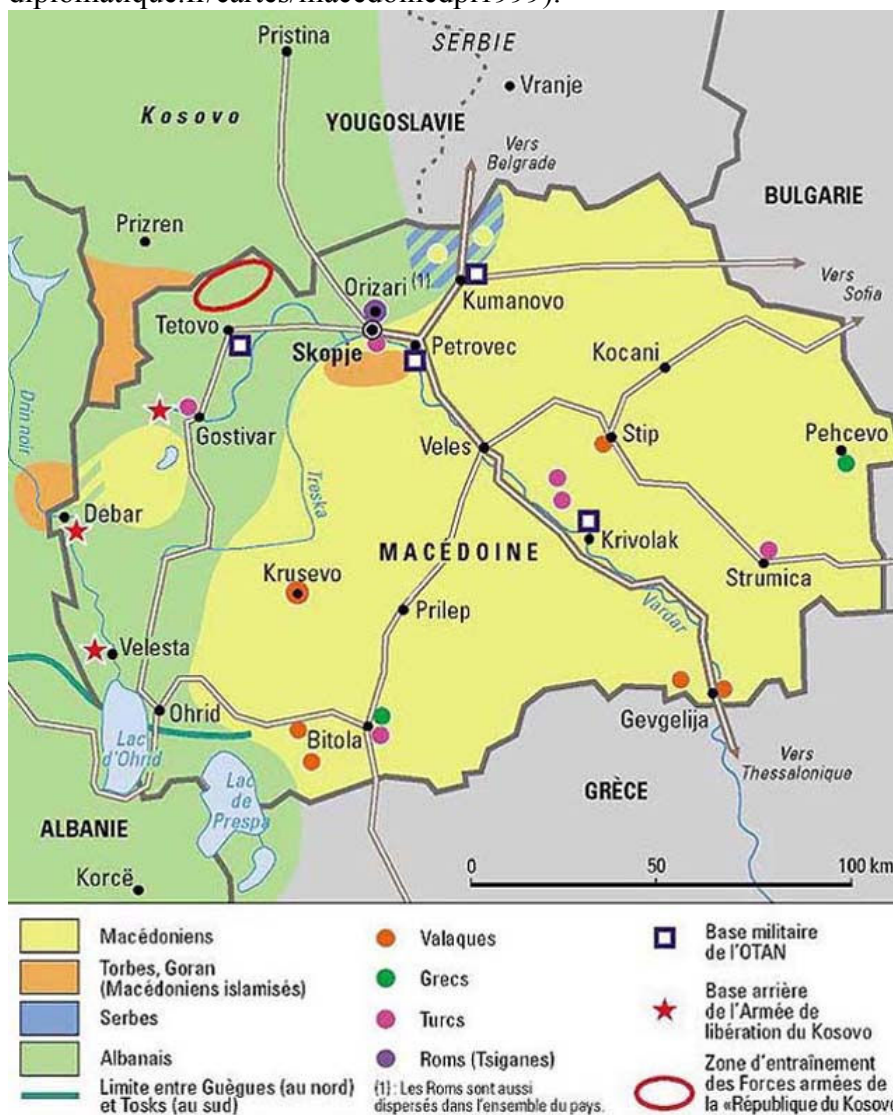 diplomatique.fr/cartes/macedoinedpl1999).
Pristina
SERBIE
Vranje
Kosovo
YOUGOSLAVIE
Vers
Belgrade
BULGARIE
Prizren
Orizari (1)
Kumanovo
Vers
Sofia
Tetovo
Skopje
Petrovec
Kocani
Drin noir
Gostivar
Treska
Veles
Stip
Pehcevo
Debar
MACÉDOINE
Krivolak
Krusevo
Strumica
Prilep
Vardar
Velesta
Ohrid
Bitola
Gevgelija
Lac
d'Ohrid
Lac
de
Prespa
Vers
Thessalonique
GRÈCE
ALBANIE
Korcë
0 50 100 km
Macédoniens
Torbes, Goran
(Macédoniens islamisés)
Serbes
Albanais
Limite entre Guègues (au nord)
et Tosks (au sud)
Valaques
Grecs
Turcs
Roms (Tsiganes)
(1) : Les Roms sont aussi
dispersés dans l'ensemble du pays.
Base militaire
de l'OTAN
Base arrière
de l'Armée de
libération du Kosovo
Zone d'entraînement
des Forces armées de
la «République du Kosov